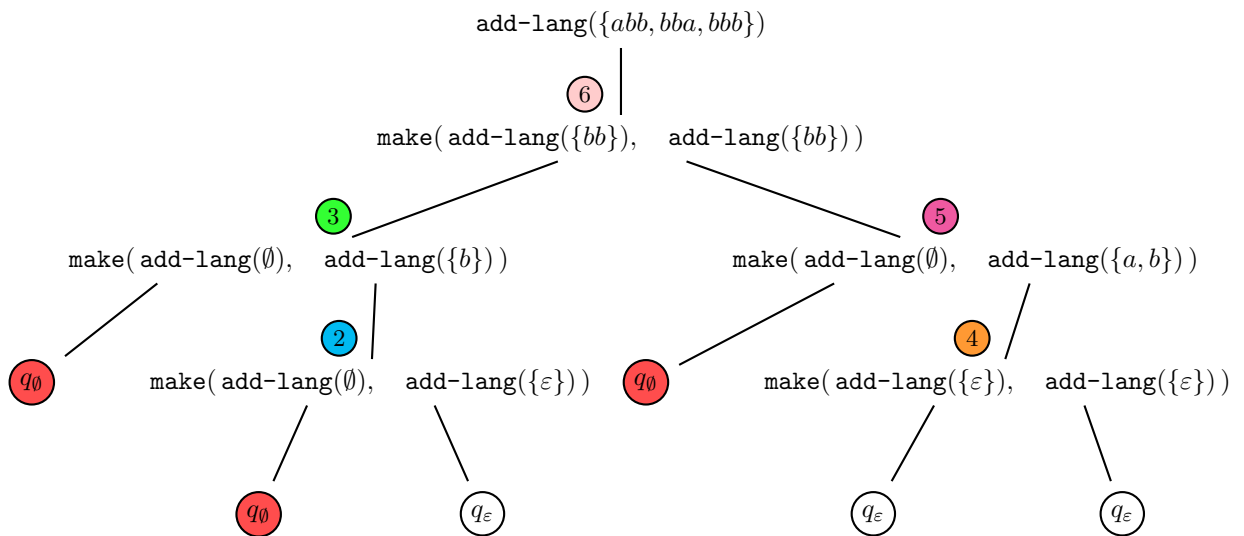 add-lang({abb, bba, bbb})
6
make( add-lang({bb}), add-lang({bb}) )
3 5
make( add-lang(∅), add-lang({b}) ) make( add-lang(∅), add-lang({a, b}) )
2 4
q∅ make( add-lang(∅), add-lang({ε}) ) q∅ make( add-lang({ε}), add-lang({ε}) )
q∅ qε qε qε